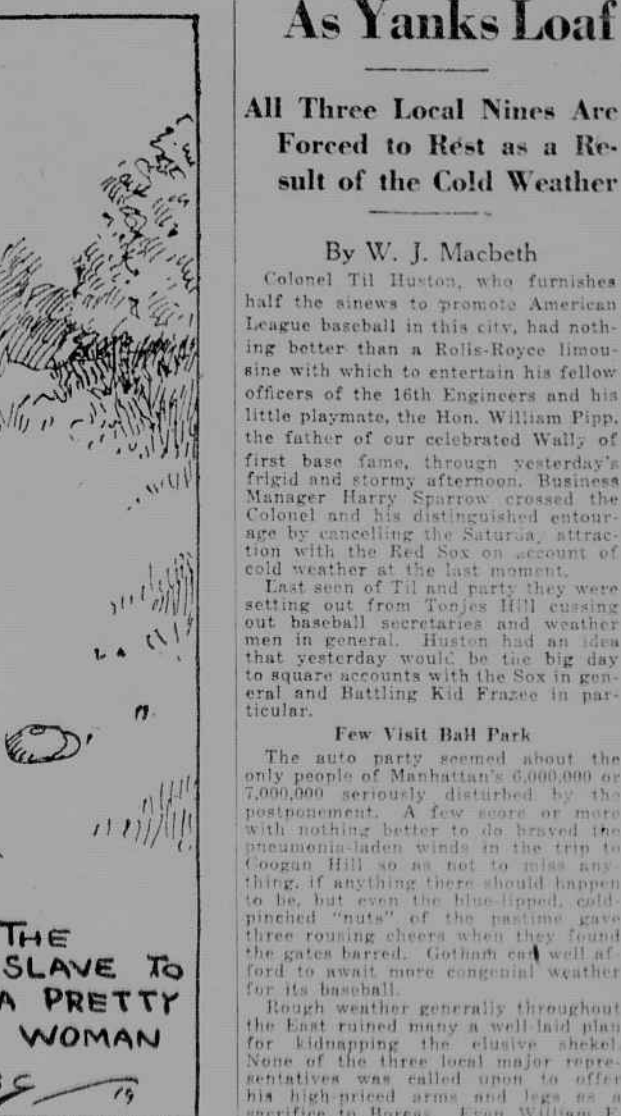 As Yanks Loaf
All Three Local Nines Are
Forced to Rest as a Re-
sult of the Cold Weather
By W. J. Macbeth
Colonel Til Huston, who furnishes
half the sinews to promote American
League baseball in this city, had noth-
ing better than a Rolls-Royce limou-
sine with which to entertain his fellow
officers of the 16th Engineers and his
little playmate, the Hon. William Pipp,
the father of our celebrated Wally of
first base fame, through yesterday's
frigid and stormy afternoon. Business
Manager Harry Sparrow crossed the
Colonel and his distinguished entour-
age by cancelling the Saturday attrac-
tion with the Red Sox on account of
cold weather at the last moment.
Last seen of Til and party they were
setting out from Tonjes Hill cussing
out baseball secretaries and weather
men in general. Huston had an idea
that yesterday would be the big day
to square accounts with the Sox in gen-
eral and Battling Kid Frazee in par-
ticular.
Few Visit Ball Park
The auto party seemed about the
only people of Manhattan's 6,000,000 or
7,000,000 seriously disturbed by the
postponement. A few score or more
with nothing better to do braved the
pneumonia-laden winds in the trip to
Coogan Hill so as not to miss any-
thing, if anything there should happen
to be, but even the blue-lipped, cold-
pinched "nuts" of the pastime gave
three rousing cheers when they found
the gates barred. Gotham can well af-
ford to await more congenial weather
for its baseball.
Rough weather generally throughout
the East ruined many a well-laid plan
for kidnapping the elusive shekel.
None of the three local major repre-
sentatives was called upon to offer
his high-priced arms and legs as a
sacrifice to Boreas. Even William F
THE
SLAVE TO
A PRETTY
WOMAN
19